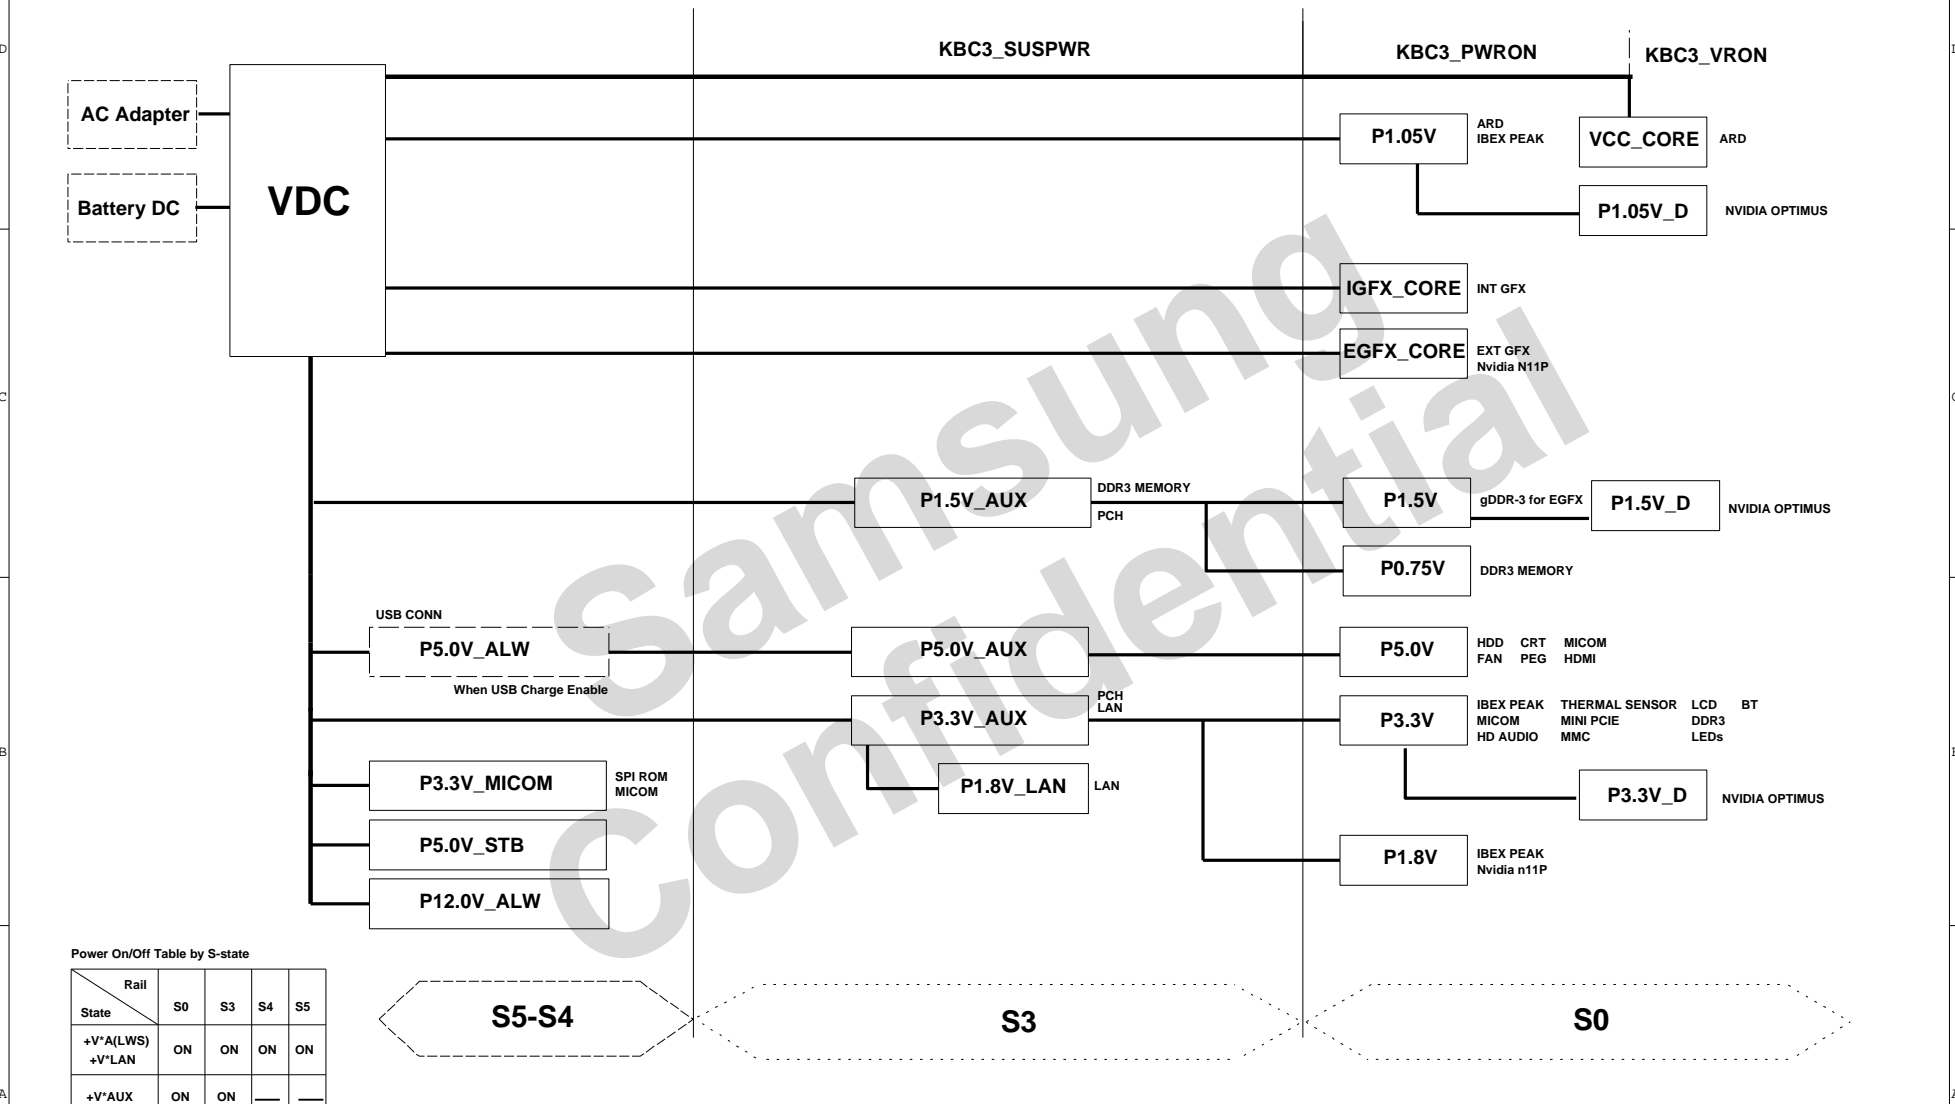 KBC3_SUSPWR
KBC3_PWRON
KBC3_VRON
D
AC Adapter
Battery DC
VDC
P1.05V
ARD
IBEX PEAK
VCC_CORE
ARD
P1.05V_D
NVIDIA OPTIMUS
IGFX_CORE
INT GFX
EGFX_CORE
EXT GFX
Nvidia N11P
C
Samsung
Confidential
P1.5V_AUX
DDR3 MEMORY
PCH
P1.5V
gDDR-3 for EGFX
P1.5V_D
NVIDIA OPTIMUS
P0.75V
DDR3 MEMORY
USB CONN
P5.0V_ALW
When USB Charge Enable
P5.0V_AUX
P5.0V
HDD CRT MICOM
FAN PEG HDMI
P3.3V_AUX
PCH
LAN
P3.3V
IBEX PEAK THERMAL SENSOR LCD BT
MICOM MINI PCIE DDR3
HD AUDIO MMC LEDs
B
P3.3V_MICOM
SPI ROM
MICOM
P1.8V_LAN
LAN
P3.3V_D
NVIDIA OPTIMUS
P5.0V_STB
P1.8V
IBEX PEAK
Nvidia n11P
P12.0V_ALW
Power On/Off Table by S-state
Rail
State
S0 S3 S4 S5
+V*A(LWS)
+V*LAN
ON ON ON ON
+V*AUX ON ON
S5-S4
S3
S0
A